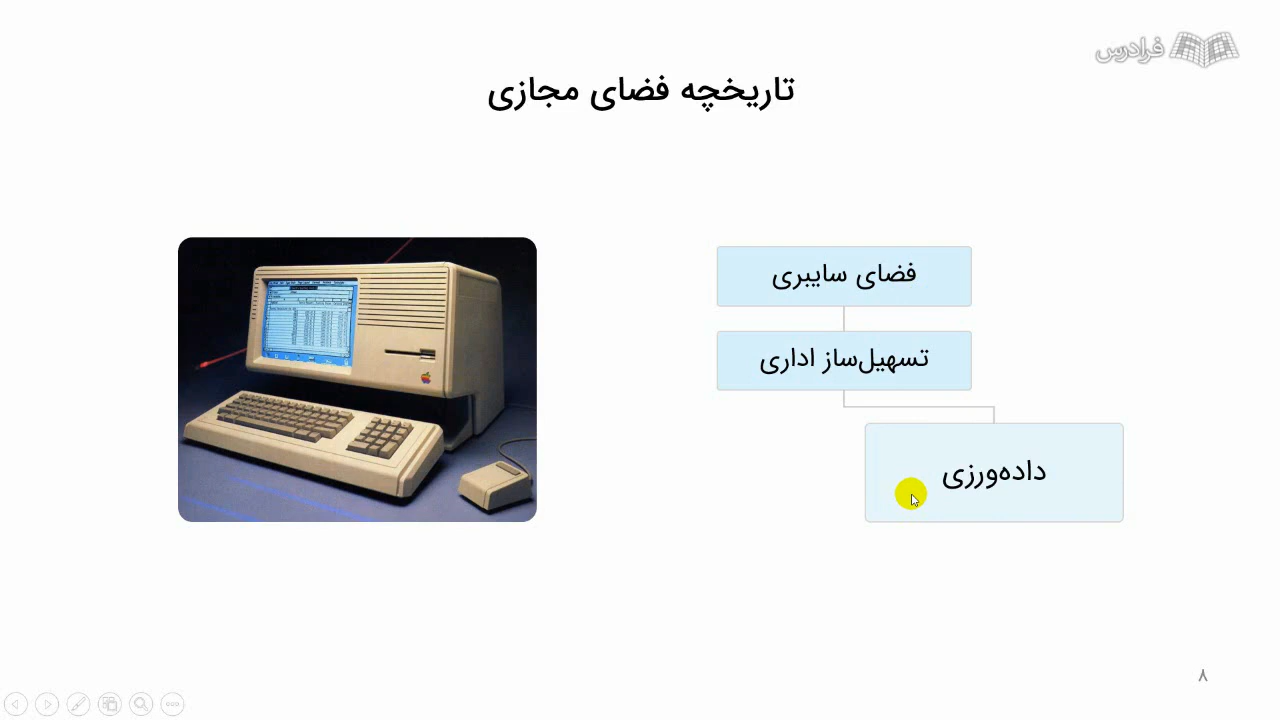 فرادرس
تاریخچه فضای مجازی
فضای سایبری
تسهیل‌ساز اداری
داده‌ورزی
۸